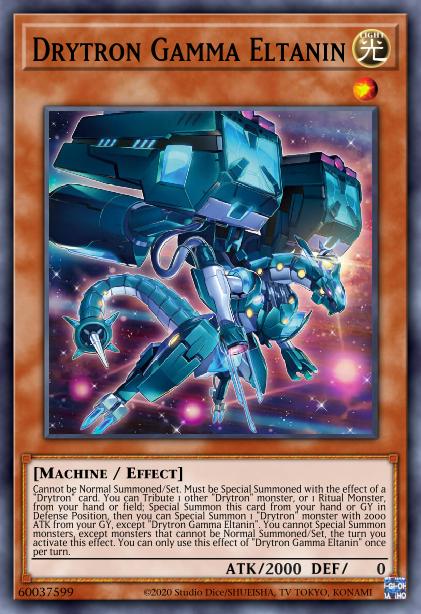 DRYTRON GAMMA ELTANIN
LIGHT
光
[MACHINE / EFFECT]
Cannot be Normal Summoned/Set. Must be Special Summoned with the effect of a
"Drytron" card. You can Tribute 1 other "Drytron" monster, or 1 Ritual Monster,
from your hand or field; Special Summon this card from your hand or GY in
Defense Position, then you can Special Summon 1 "Drytron" monster with 2000
ATK from your GY, except "Drytron Gamma Eltanin". You cannot Special Summon
monsters, except monsters that cannot be Normal Summoned/Set, the turn you
activate this effect. You can only use this effect of "Drytron Gamma Eltanin" once
per turn.
ATK/2000 DEF/ 0
60037599 ©2020 Studio Dice/SHUEISHA, TV TOKYO, KONAMI